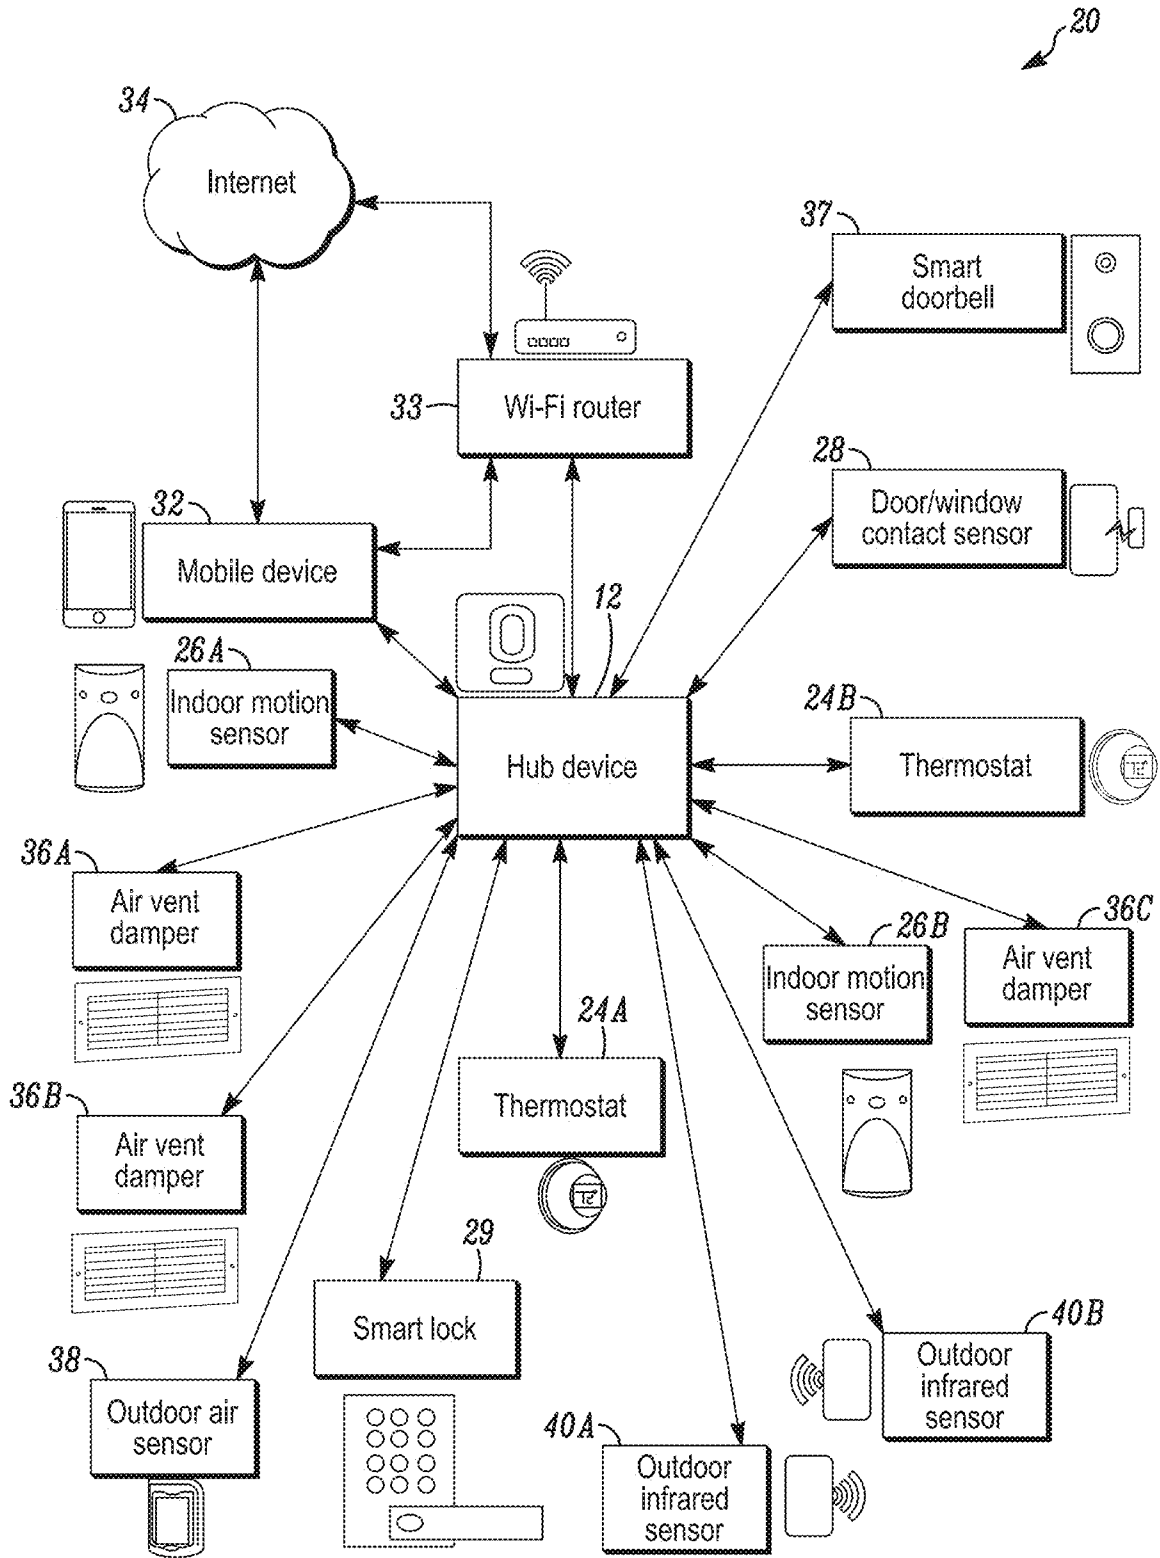 20
34
Internet
37
Smart
doorbell
33
Wi-Fi router
28
Door/window
contact sensor
32
Mobile device
12
26A
Indoor motion
sensor
24B
Thermostat
Hub device
36A
Air vent
damper
26B
Indoor motion
sensor
36C
Air vent
damper
24A
Thermostat
36B
Air vent
damper
29
Smart lock
38
Outdoor air
sensor
40B
Outdoor
infrared
sensor
40A
Outdoor
infrared
sensor